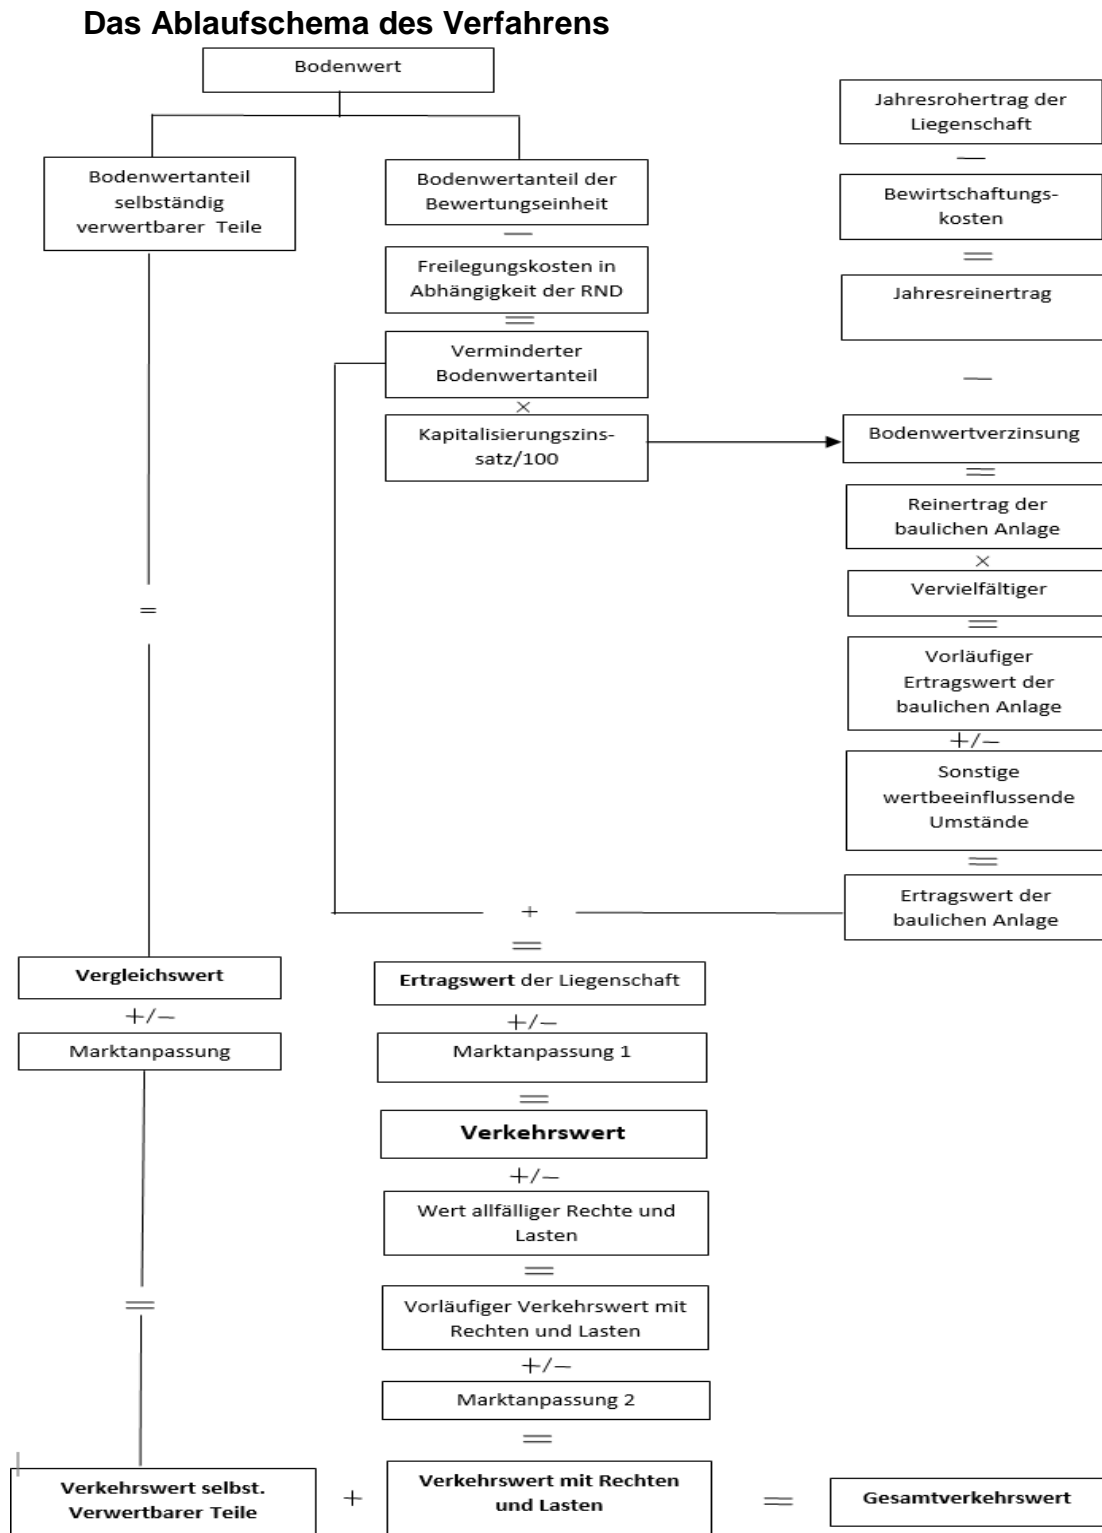 Das Ablaufschema des Verfahrens
Bodenwert
Bodenwertanteil
selbständig
verwertbarer Teile
=
Vergleichswert
+/−
Marktanpassung
=
Verkehrswert selbst.
Verwertbarer Teile
+
Bodenwertanteil der
Bewertungseinheit
−
Freilegungskosten in
Abhängigkeit der RND
=
Verminderter
Bodenwertanteil
×
Kapitalisierungszins-
satz/100
+
=
Ertragswert der Liegenschaft
+/−
Marktanpassung 1
=
Verkehrswert
+/−
Wert allfälliger Rechte und
Lasten
=
Vorläufiger Verkehrswert mit
Rechten und Lasten
+/−
Marktanpassung 2
=
Verkehrswert mit Rechten
und Lasten
=
Jahresrohertrag der
Liegenschaft
−
Bewirtschaftungs-
kosten
=
Jahresreinertrag
−
Bodenwertverzinsung
=
Reinertrag der
baulichen Anlage
×
Vervielfältiger
=
Vorläufiger
Ertragswert der
baulichen Anlage
+/−
Sonstige
wertbeeinflussende
Umstände
=
Ertragswert der
baulichen Anlage
Gesamtverkehrswert